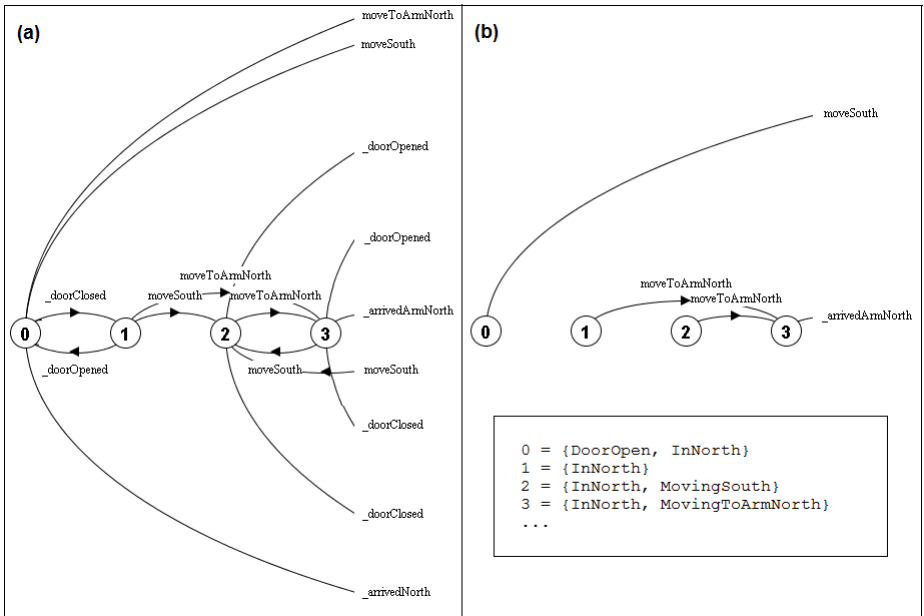 (a)
moveToArmNorth
moveSouth
_doorOpened
_doorOpened
moveToArmNorth
_doorClosed
moveSouth
moveToArmNorth
_arrivedArmNorth
0
1
2
3
_doorOpened
moveSouth
moveSouth
_doorClosed
_doorClosed
_arrivedNorth
(b)
moveSouth
moveToArmNorth
moveToArmNorth
_arrivedArmNorth
0
1
2
3
0 = {DoorOpen, InNorth}
1 = {InNorth}
2 = {InNorth, MovingSouth}
3 = {InNorth, MovingToArmNorth}
...